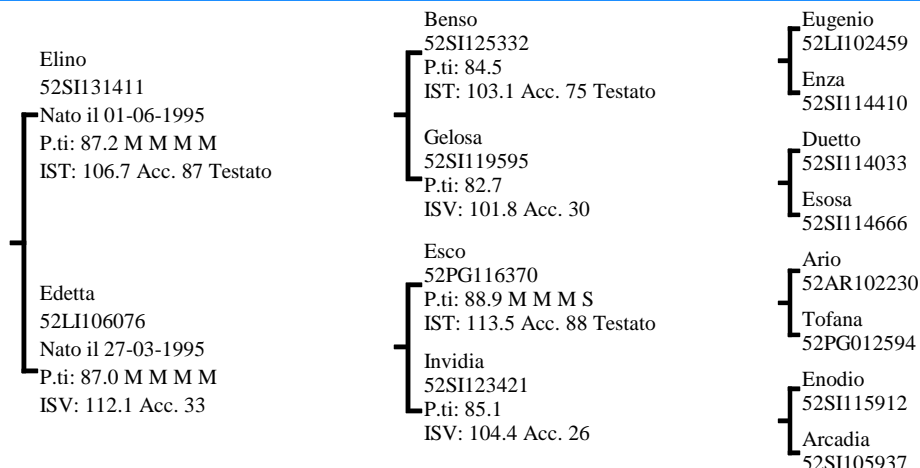 Elino
52SI131411
Nato il 01-06-1995
P.ti: 87.2 M M M M
IST: 106.7 Acc. 87 Testato
Edetta
52LI106076
Nato il 27-03-1995
P.ti: 87.0 M M M M
ISV: 112.1 Acc. 33
Benso
52SI125332
P.ti: 84.5
IST: 103.1 Acc. 75 Testato
Gelosa
52SI119595
P.ti: 82.7
ISV: 101.8 Acc. 30
Esco
52PG116370
P.ti: 88.9 M M M S
IST: 113.5 Acc. 88 Testato
Invidia
52SI123421
P.ti: 85.1
ISV: 104.4 Acc. 26
Eugenio
52LI102459
Enza
52SI114410
Duetto
52SI114033
Esosa
52SI114666
Ario
52AR102230
Tofana
52PG012594
Enodio
52SI115912
Arcadia
52SI105937